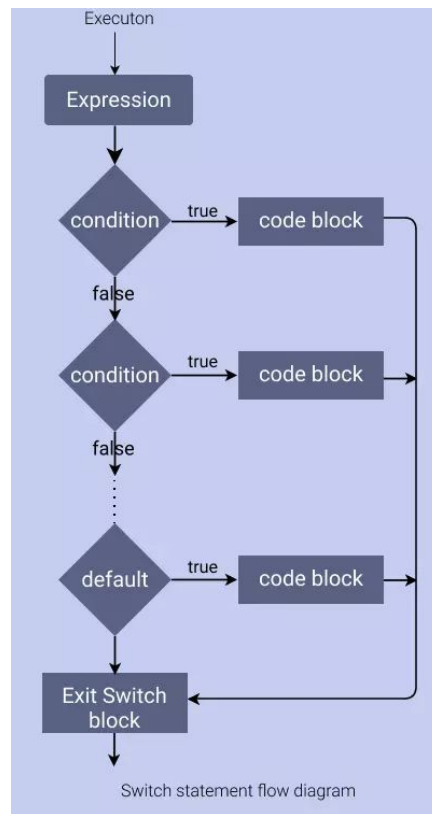 Executon
Expression
condition
true
code block
false
condition
true
code block
false
default
true
code block
Exit Switch
block
Switch statement flow diagram